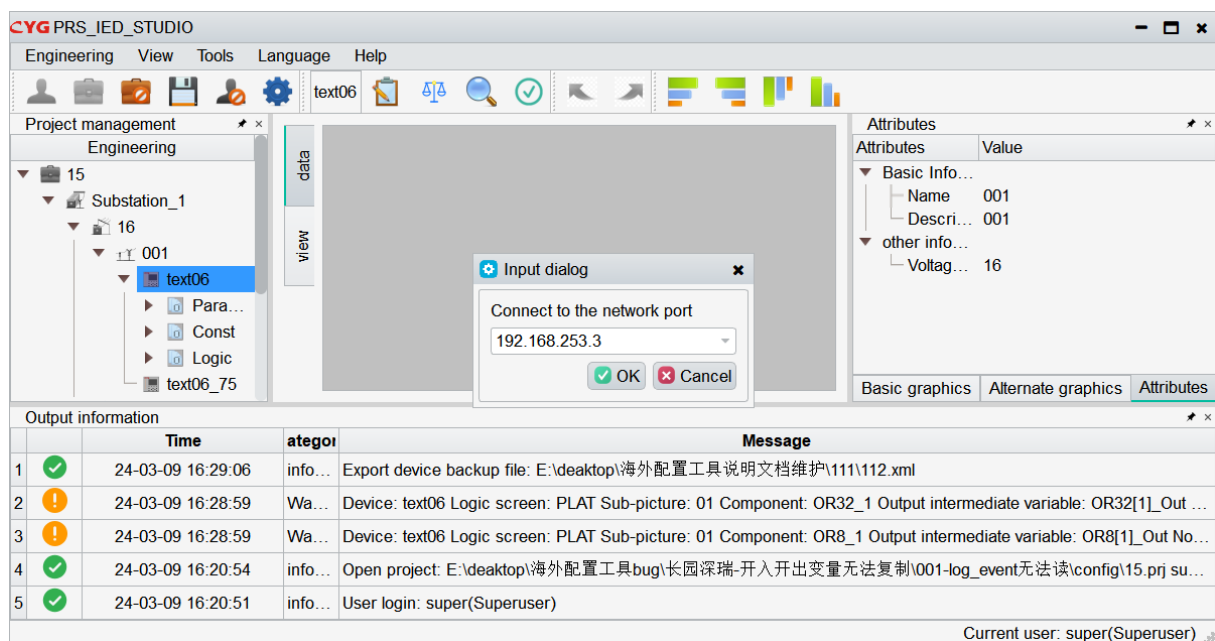 CYG PRS_IED_STUDIO
Engineering View Tools Language Help
text06
Project management
Engineering
15
Substation_1
16
001
text06
Para...
Const
Logic
text06_75
data
view
Input dialog
Connect to the network port
192.168.253.3
OK Cancel
Attributes
Attributes Value
Basic Info...
Name 001
Descri... 001
other info...
Voltag... 16
Basic graphics Alternate graphics Attributes
Output information
Time ategor Message
1 24-03-09 16:29:06 info... Export device backup file: E:\deaktop\海外配置工具说明文档维护\111\112.xml
2 24-03-09 16:28:59 Wa... Device: text06 Logic screen: PLAT Sub-picture: 01 Component: OR32_1 Output intermediate variable: OR32[1]_Out ...
3 24-03-09 16:28:59 Wa... Device: text06 Logic screen: PLAT Sub-picture: 01 Component: OR8_1 Output intermediate variable: OR8[1]_Out No...
4 24-03-09 16:20:54 info... Open project: E:\deaktop\海外配置工具bug\长园深瑞-开入开出变量无法复制\001-log_event无法读\config\15.prj su...
5 24-03-09 16:20:51 info... User login: super(Superuser)
Current user: super(Superuser)